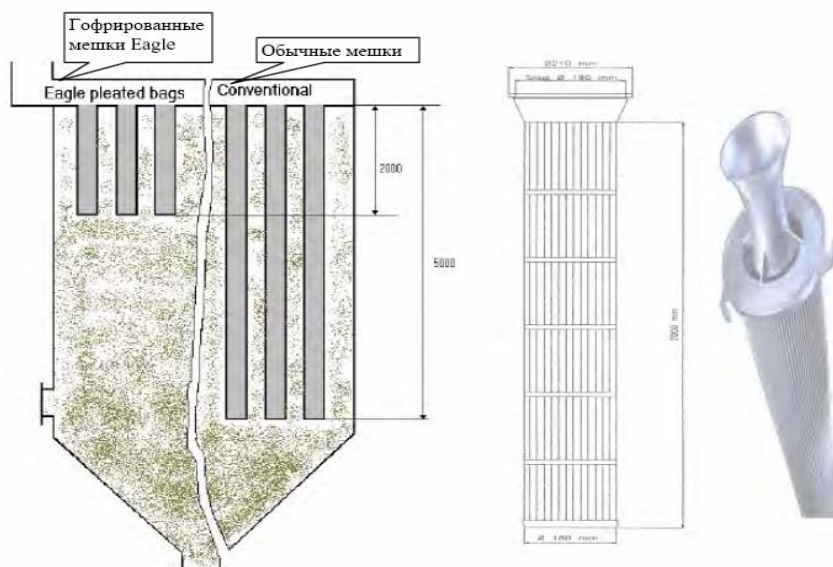 Гофрированные
мешки Eagle
Обычные мешки
Eagle pleated bags
Conventional
2000
5000
Ø210 mm
Ø 180 mm